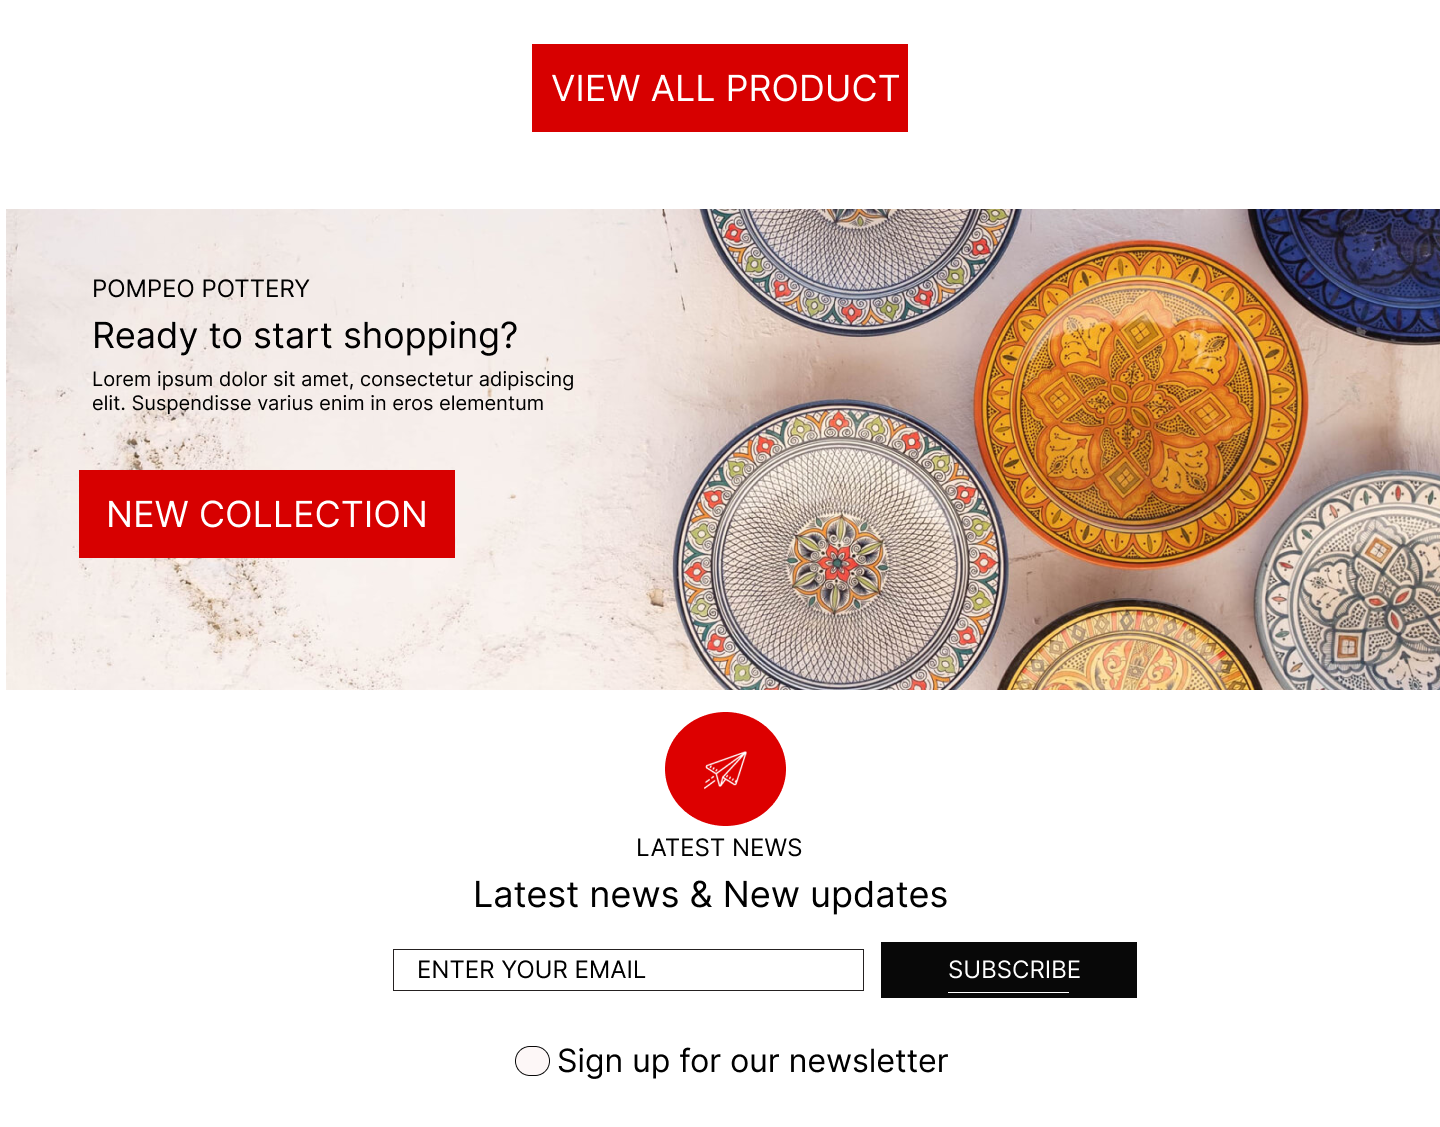 VIEW ALL PRODUCT
POMPEO POTTERY
Ready to start shopping?
Lorem ipsum dolor sit amet, consectetur adipiscing
elit. Suspendisse varius enim in eros elementum
NEW COLLECTION
LATEST NEWS
Latest news & New updates
ENTER YOUR EMAIL
SUBSCRIBE
Sign up for our newsletter